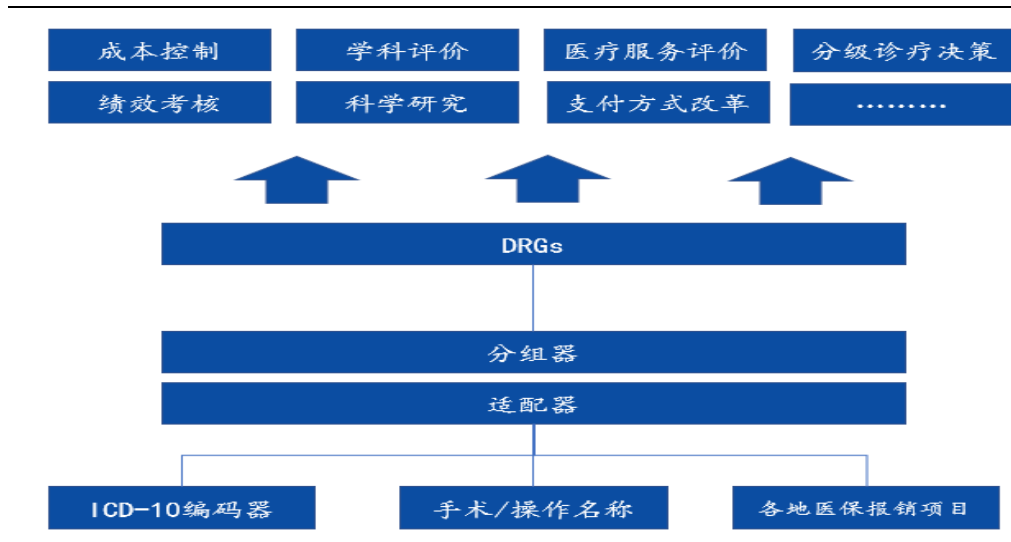 成本控制 学科评价 医疗服务评价 分级诊疗决策
绩效考核 科学研究 支付方式改革 ………
DRGs
分组器
适配器
ICD-10编码器 手术/操作名称 各地医保报销项目